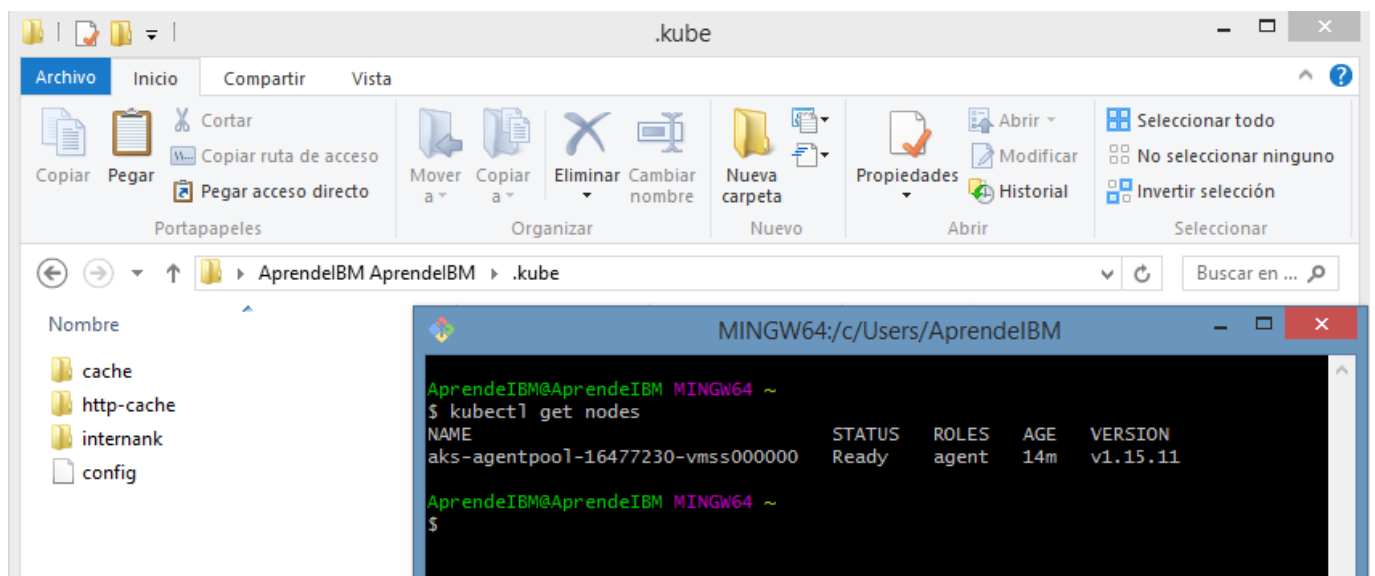 .kube
Archivo Inicio Compartir Vista
Copiar
Pegar
Cortar
Copiar ruta de acceso
Pegar acceso directo
Portapapeles
Mover a
Copiar a
Eliminar
Cambiar nombre
Organizar
Nueva carpeta
Nuevo
Propiedades
Abrir
Modificar
Historial
Abrir
Seleccionar todo
No seleccionar ninguno
Invertir selección
Seleccionar
AprendeIBM AprendeIBM .kube
Buscar en ...
Nombre
cache
http-cache
internank
config
MINGW64:/c/Users/AprendeIBM
AprendeIBM@AprendeIBM MINGW64 ~
$ kubectl get nodes
NAME STATUS ROLES AGE VERSION
aks-agentpool-16477230-vmss000000 Ready agent 14m v1.15.11
AprendeIBM@AprendeIBM MINGW64 ~
$